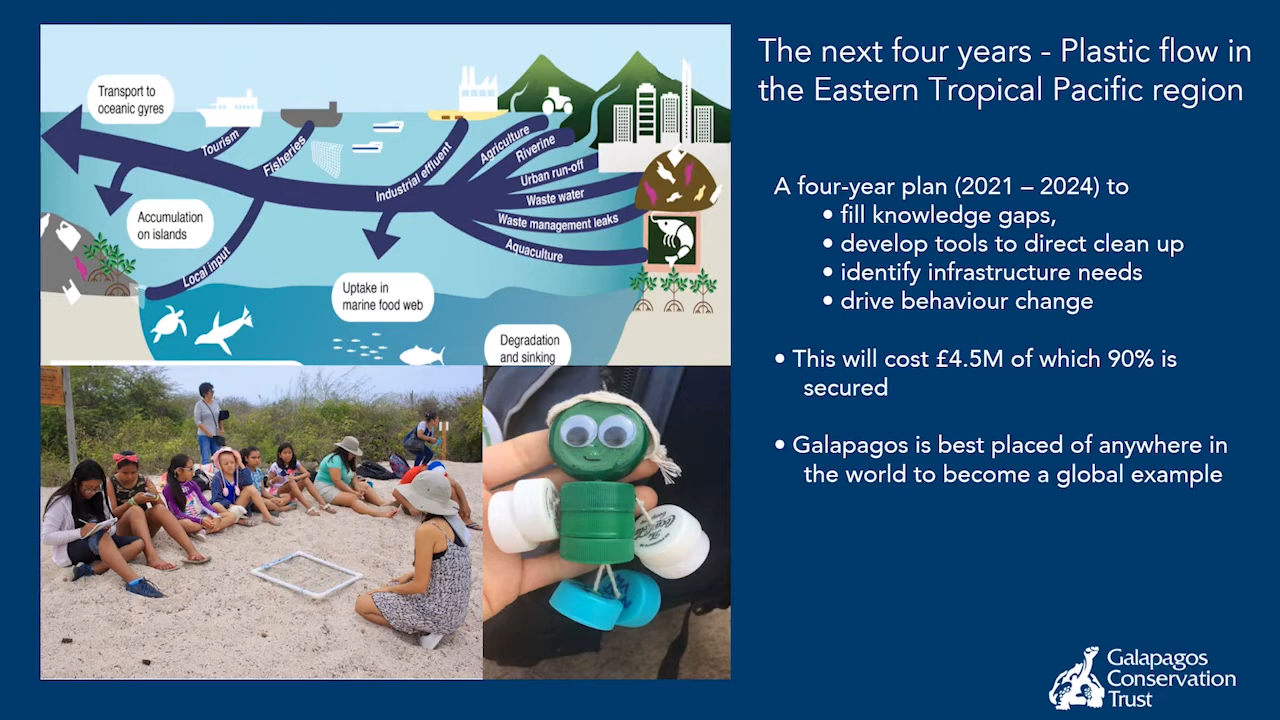 The next four years - Plastic flow in
the Eastern Tropical Pacific region
A four-year plan (2021 – 2024) to
• fill knowledge gaps,
• develop tools to direct clean up
• identify infrastructure needs
• drive behaviour change
• This will cost £4.5M of which 90% is
secured
• Galapagos is best placed of anywhere in
the world to become a global example
Transport to
oceanic gyres
Tourism
Fisheries
Industrial effluent
Agriculture
Riverine
Urban run-off
Waste water
Waste management leaks
Aquaculture
Accumulation
on islands
Local input
Uptake in
marine food web
Degradation
and sinking
Coca-Cola
Galapagos
Conservation
Trust